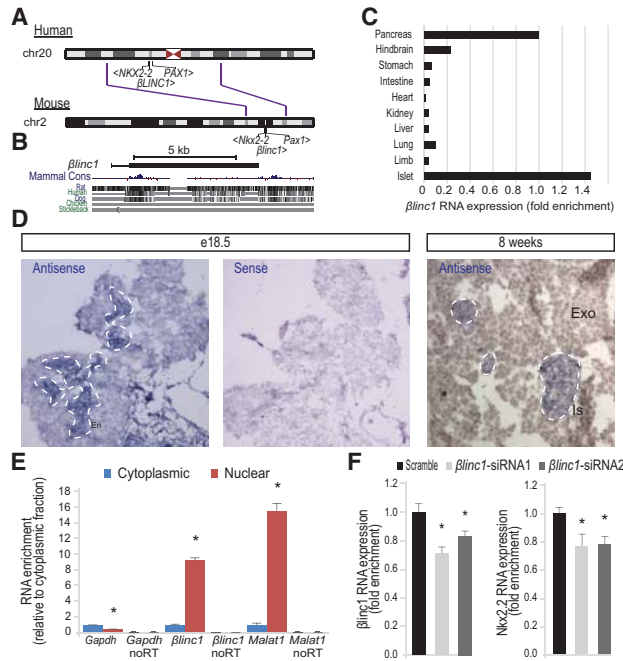 A
Human
chr20
<NKX2-2 PAX1>
βLINC1>
Mouse
chr2
<Nkx2-2 Pax1>
βlinc1>
B
5 kb
βlinc1
Mammal Cons
Rat
Human
Dog
Chicken
Stickleback
C
Pancreas
Hindbrain
Stomach
Intestine
Heart
Kidney
Liver
Lung
Limb
Islet
0 0.2 0.4 0.6 0.8 1.0 1.2 1.4
βlinc1 RNA expression (fold enrichment)
D
e18.5
8 weeks
Antisense
En
Sense
Antisense
Exo
Is
E
Cytoplasmic Nuclear
RNA enrichment
(relative to cytoplasmic fraction)
18
16
14
12
10
8
6
4
2
0
* * *
Gapdh Gapdh βlinc1 βlinc1 Malat1 Malat1
noRT noRT noRT
F
Scramble βlinc1-siRNA1 βlinc1-siRNA2
βlinc1 RNA expression
(fold enrichment)
1.2
1.0
0.8
0.6
0.4
0.2
0.0
* *
Nkx2.2 RNA expression
(fold enrichment)
1.2
1.0
0.8
0.6
0.4
0.2
0.0
* *